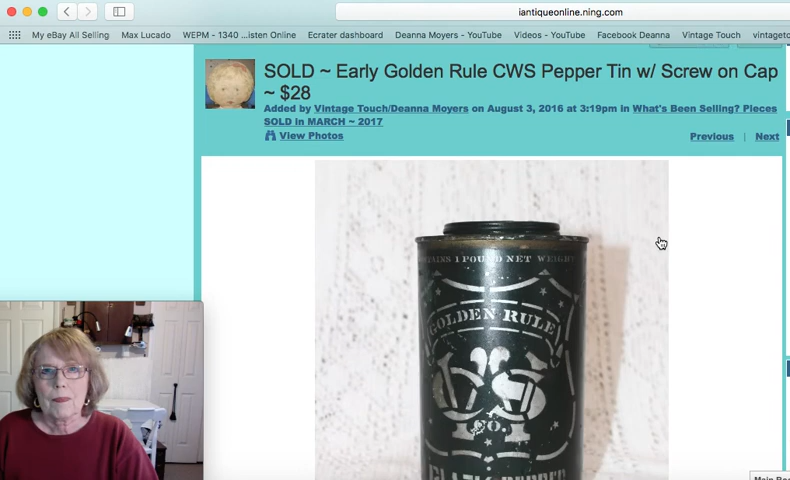 iantiqueonline.ning.com
My eBay All Selling
Max Lucado
WEPM - 1340 ...isten Online
Ecrater dashboard
Deanna Moyers - YouTube
Videos - YouTube
Facebook Deanna
Vintage Touch
vintageto
SOLD ~ Early Golden Rule CWS Pepper Tin w/ Screw on Cap
~ $28
Added by Vintage Touch/Deanna Moyers on August 3, 2016 at 3:19pm in What's Been Selling? Pieces
SOLD in MARCH ~ 2017
View Photos
Previous | Next
1 POUND NET WEIGHT
GOLDEN RULE
CO.
BLACK PEPPER